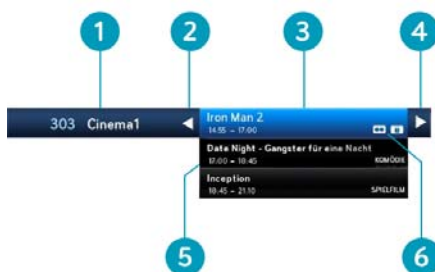 1 2 3 4
303 Cinema1
Iron Man 2
14:55 - 17:00
Date Night - Gangster für eine Nacht
17:00 - 18:45 KOMÖDIE
Inception
18:45 - 21:10 SPIELFILM
5 6